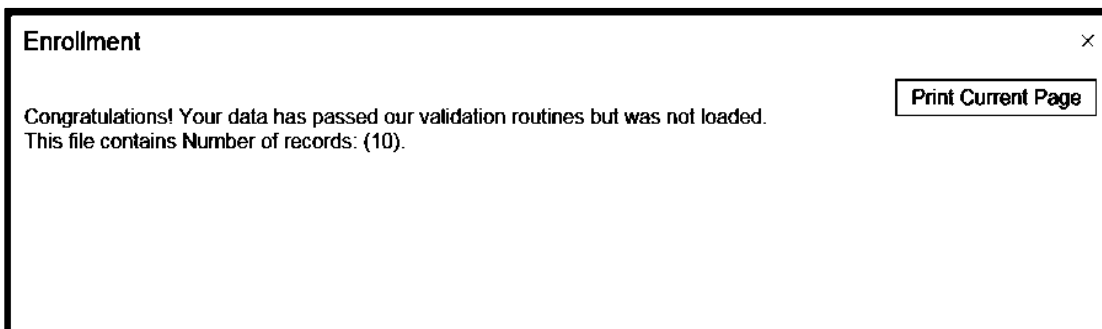 Enrollment
×
Print Current Page
Congratulations! Your data has passed our validation routines but was not loaded.
This file contains Number of records: (10).